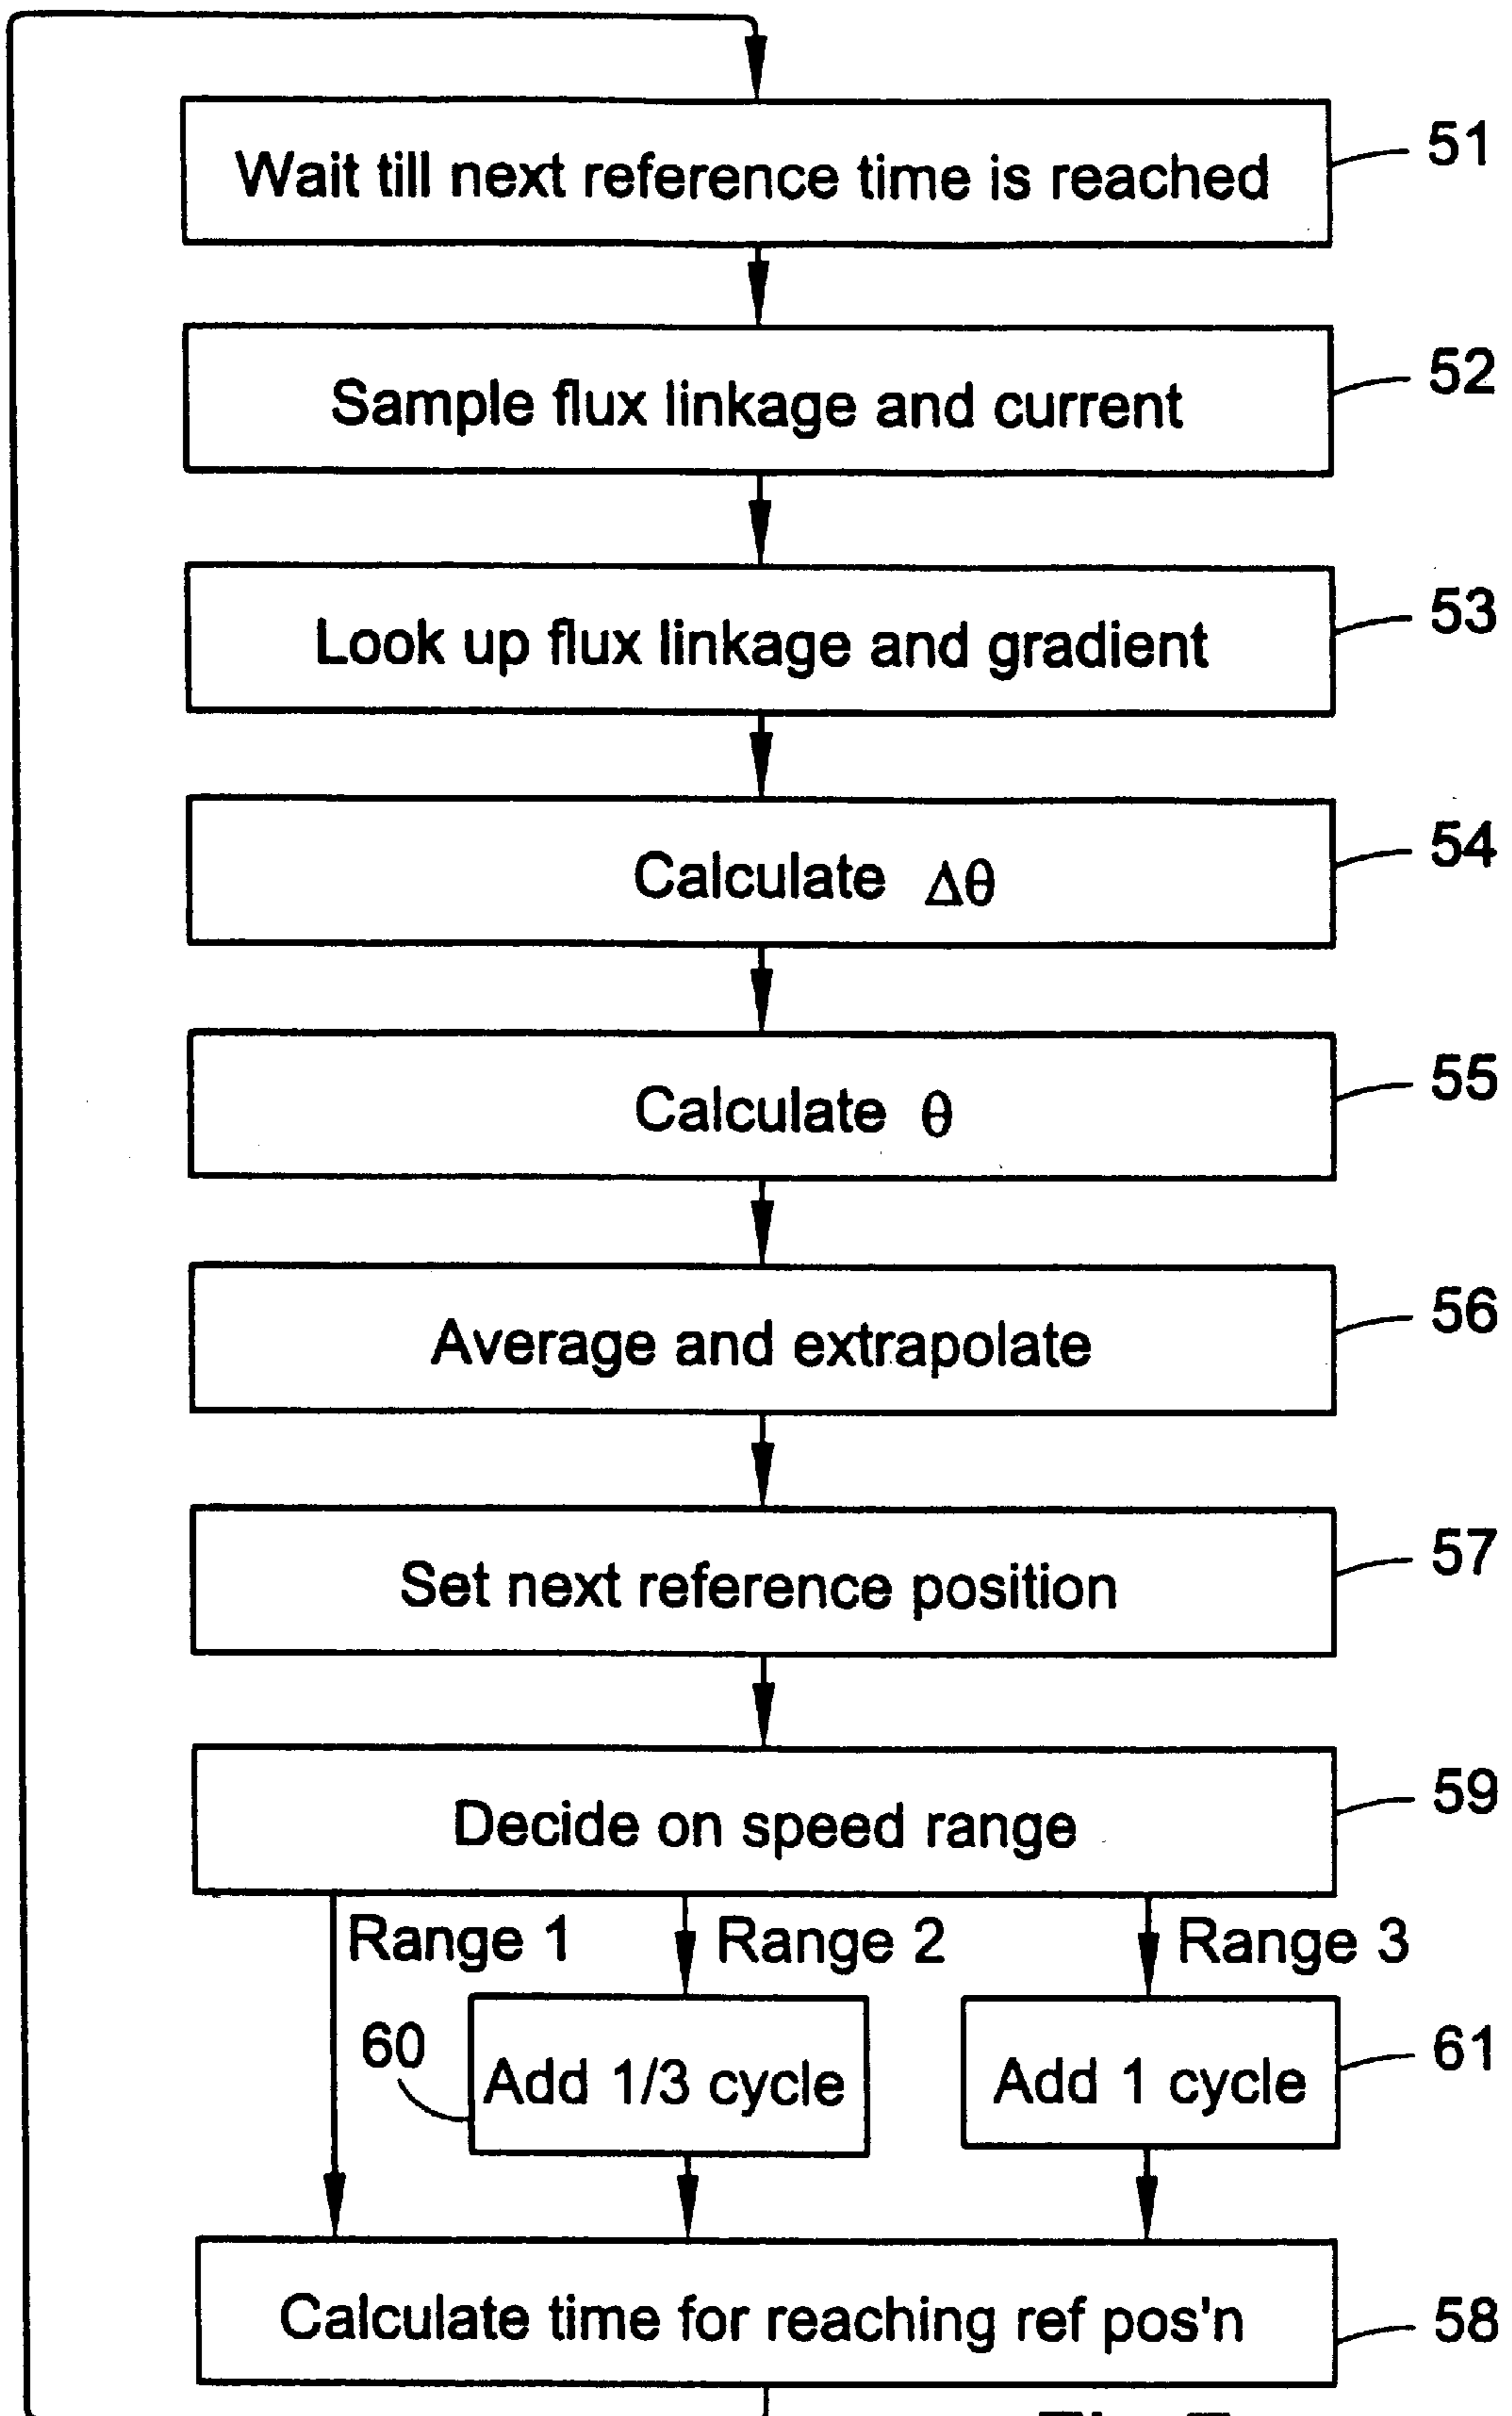 Wait till next reference time is reached
51
Sample flux linkage and current
52
Look up flux linkage and gradient
53
Calculate Δθ
54
Calculate θ
55
Average and extrapolate
56
Set next reference position
57
Decide on speed range
59
Range 1
Range 2
Range 3
60
Add 1/3 cycle
Add 1 cycle
61
Calculate time for reaching ref pos'n
58